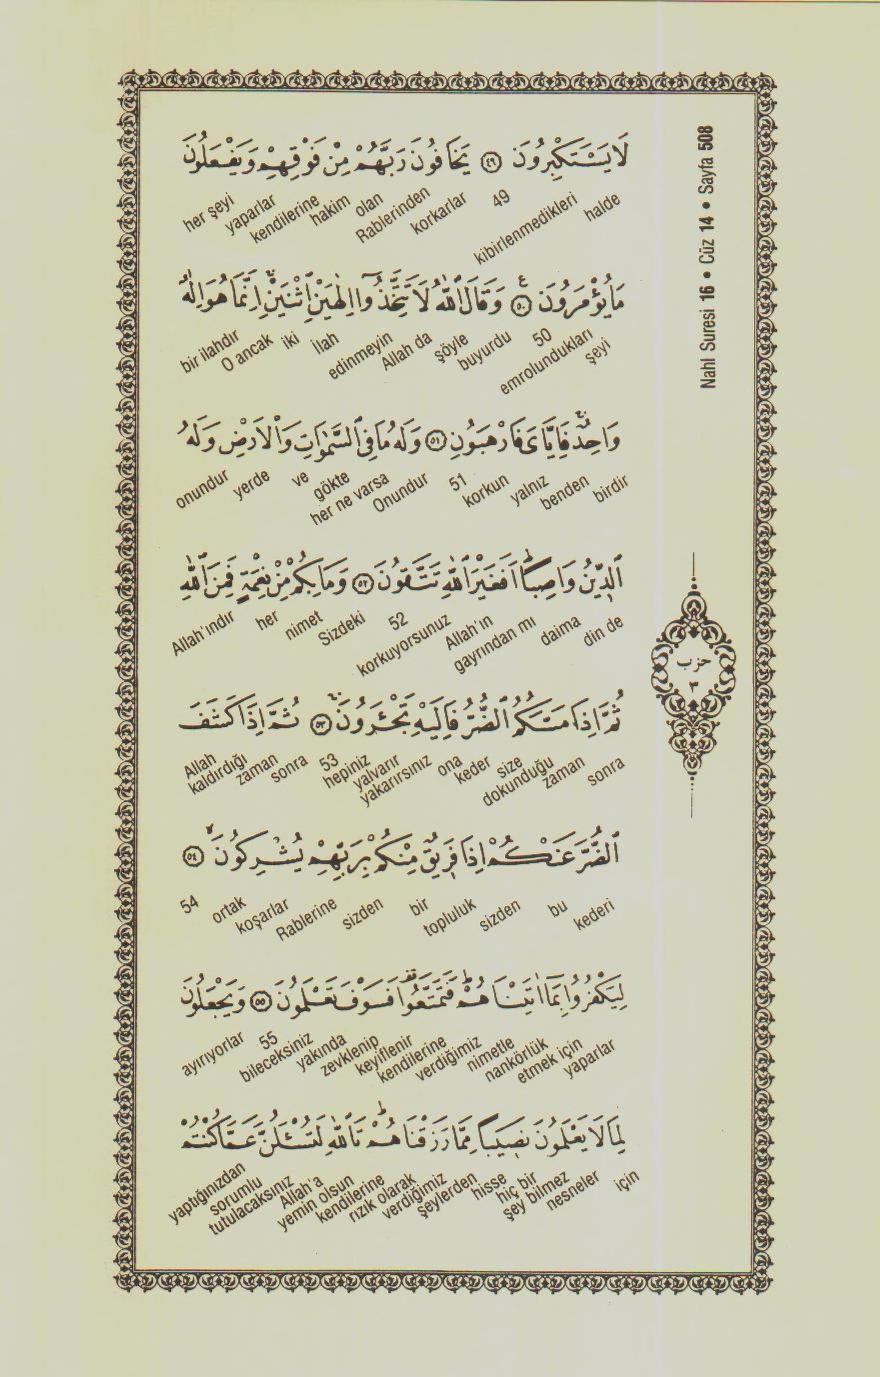 Nahl Suresi 16 • Cüz 14 • Sayfa 508
لَا يَسْتَكْبِرُونَ ﴿٤٩﴾ يَخَافُونَ رَبَّهُمْ مِنْ فَوْقِهِمْ وَيَفْعَلُونَ
halde kibirlenmedikleri 49 korkarlar Rablerinden olan hakim kendilerine yaparlar her şeyi
مَا يُؤْمَرُونَ ﴿٥٠﴾ وَقَالَ اللّٰهُ لَا تَتَّخِذُٓوا اِلٰهَيْنِ اثْنَيْنِۚ اِنَّمَا هُوَ اِلٰهٌ
şeyi emrolundukları 50 buyurdu şöyle Allah da edinmeyin ilah iki O ancak bir ilahdır
وَاحِدٌۚ فَاِيَّايَ فَارْهَبُونِ ﴿٥١﴾ وَلَهُ مَا فِي السَّمٰوَاتِ وَالْاَرْضِ وَلَهُ
birdir benden yalnız korkun 51 Onundur her ne varsa gökte ve yerde onundur
الدّ۪ينُ وَاصِبًاۜ اَفَغَيْرَ اللّٰهِ تَتَّقُونَ ﴿٥٢﴾ وَمَا بِكُمْ مِنْ نِعْمَةٍ فَمِنَ اللّٰهِ
din de daima gayrından mı Allah'ın korkuyorsunuz 52 Sizdeki nimet her Allah'ındır
ثُمَّ اِذَا مَسَّكُمُ الضُّرُّ فَاِلَيْهِ تَجْـَٔرُونَۚ ﴿٥٣﴾ ثُمَّ اِذَا كَشَفَ
sonra zaman dokunduğu size keder ona yakarırsınız yalvarır hepiniz 53 sonra zaman kaldırdığı Allah
الضُّرَّ عَنْكُمْ اِذَا فَر۪يقٌ مِنْكُمْ بِرَبِّهِمْ يُشْرِكُونَۙ ﴿٥٤﴾
kederi bu sizden topluluk bir sizden Rablerine koşarlar ortak 54
لِيَكْفُرُوا بِمَٓا اٰتَيْنَاهُمْۜ فَتَمَتَّعُوا۠ فَسَوْفَ تَعْلَمُونَ ﴿٥٥﴾ وَيَجْعَلُونَ
yaparlar etmek için nankörlük nimetle verdiğimiz kendilerine keyiflenir zevklenip yakında bileceksiniz 55 ayırıyorlar
لِمَا لَا يَعْلَمُونَ نَص۪يبًا مِمَّا رَزَقْنَاهُمْۜ تَاللّٰهِ لَتُسْـَٔلُنَّ عَمَّا كُنْتُمْ
için nesneler şey bilmez hiç bir hisse şeylerden verdiğimiz rızık olarak kendilerine yemin olsun Allah'a tutulacaksınız sorumlu yaptığınızdan
حزب
٣